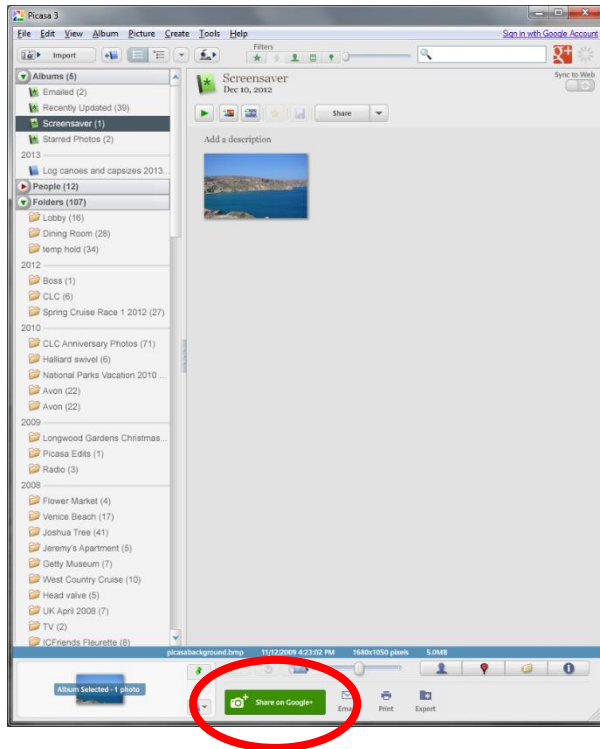 Picasa 3
File Edit View Album Picture Create Tools Help Sign in with Google Account
Import
Filters
Albums (5)
Emailed (2)
Recently Updated (39)
Screensaver (1)
Starred Photos (2)
2013
Log canoes and capsizes 2013...
People (12)
Folders (107)
Lobby (16)
Dining Room (28)
temp hold (34)
2012
Boss (1)
CLC (6)
Spring Cruise Race 1 2012 (27)
2010
CLC Anniversary Photos (71)
Halliard swivel (6)
National Parks Vacation 2010 ...
Avon (22)
Avon (22)
2009
Longwood Gardens Christmas...
Picasa Edits (1)
Radio (3)
2008
Flower Market (4)
Venice Beach (17)
Joshua Tree (41)
Jeremy's Apartment (5)
Getty Museum (7)
West Country Cruise (10)
Head valve (5)
UK April 2008 (7)
TV (2)
ICFriends Fleurette (8)
Screensaver
Dec 10, 2012
Sync to Web
Share
Add a description
picasabackground.bmp 11/12/2009 4:23:02 PM 1680x1050 pixels 5.0MB
Album Selected - 1 photo
Share on Google+
Email Print Export